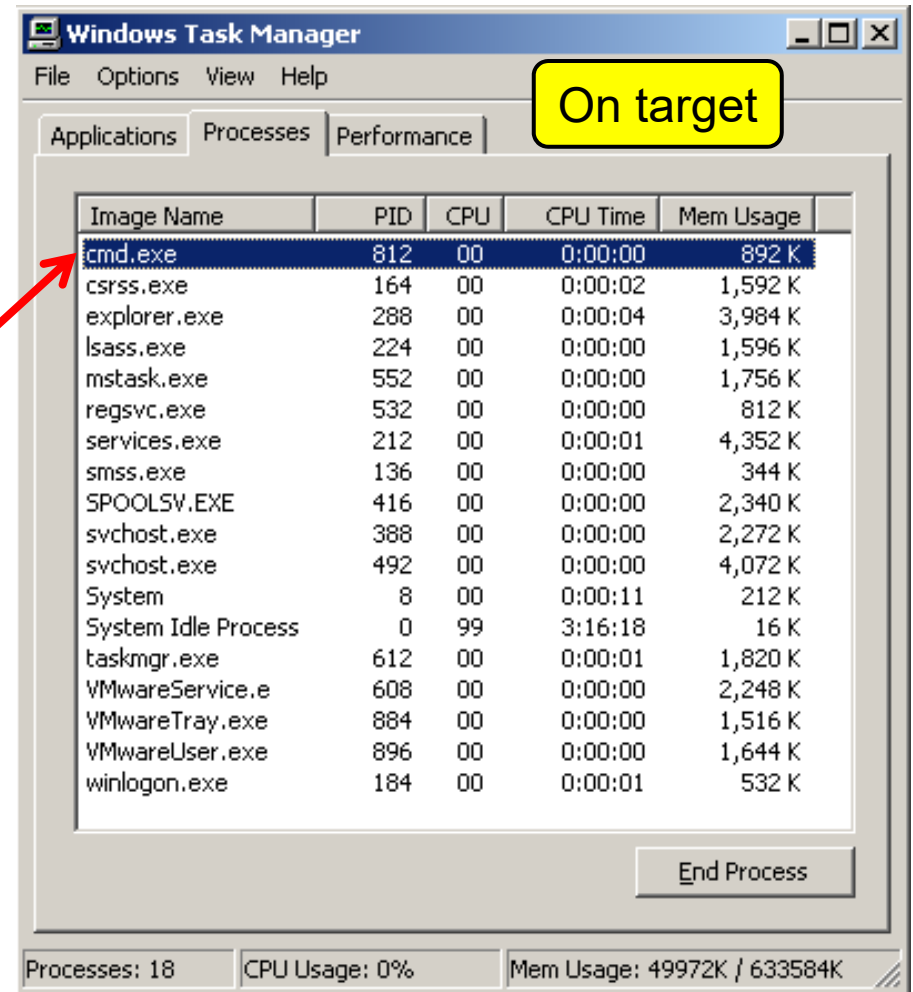 Windows Task Manager
File Options View Help
On target
Applications Processes Performance
Image Name PID CPU CPU Time Mem Usage
cmd.exe 812 00 0:00:00 892 K
csrss.exe 164 00 0:00:02 1,592 K
explorer.exe 288 00 0:00:04 3,984 K
lsass.exe 224 00 0:00:00 1,596 K
mstask.exe 552 00 0:00:00 1,756 K
regsvc.exe 532 00 0:00:00 812 K
services.exe 212 00 0:00:01 4,352 K
smss.exe 136 00 0:00:00 344 K
SPOOLSV.EXE 416 00 0:00:00 2,340 K
svchost.exe 388 00 0:00:00 2,272 K
svchost.exe 492 00 0:00:00 4,072 K
System 8 00 0:00:11 212 K
System Idle Process 0 99 3:16:18 16 K
taskmgr.exe 612 00 0:00:01 1,820 K
VMwareService.e 608 00 0:00:00 2,248 K
VMwareTray.exe 884 00 0:00:00 1,516 K
VMwareUser.exe 896 00 0:00:00 1,644 K
winlogon.exe 184 00 0:00:01 532 K
End Process
Processes: 18 CPU Usage: 0% Mem Usage: 49972K / 633584K